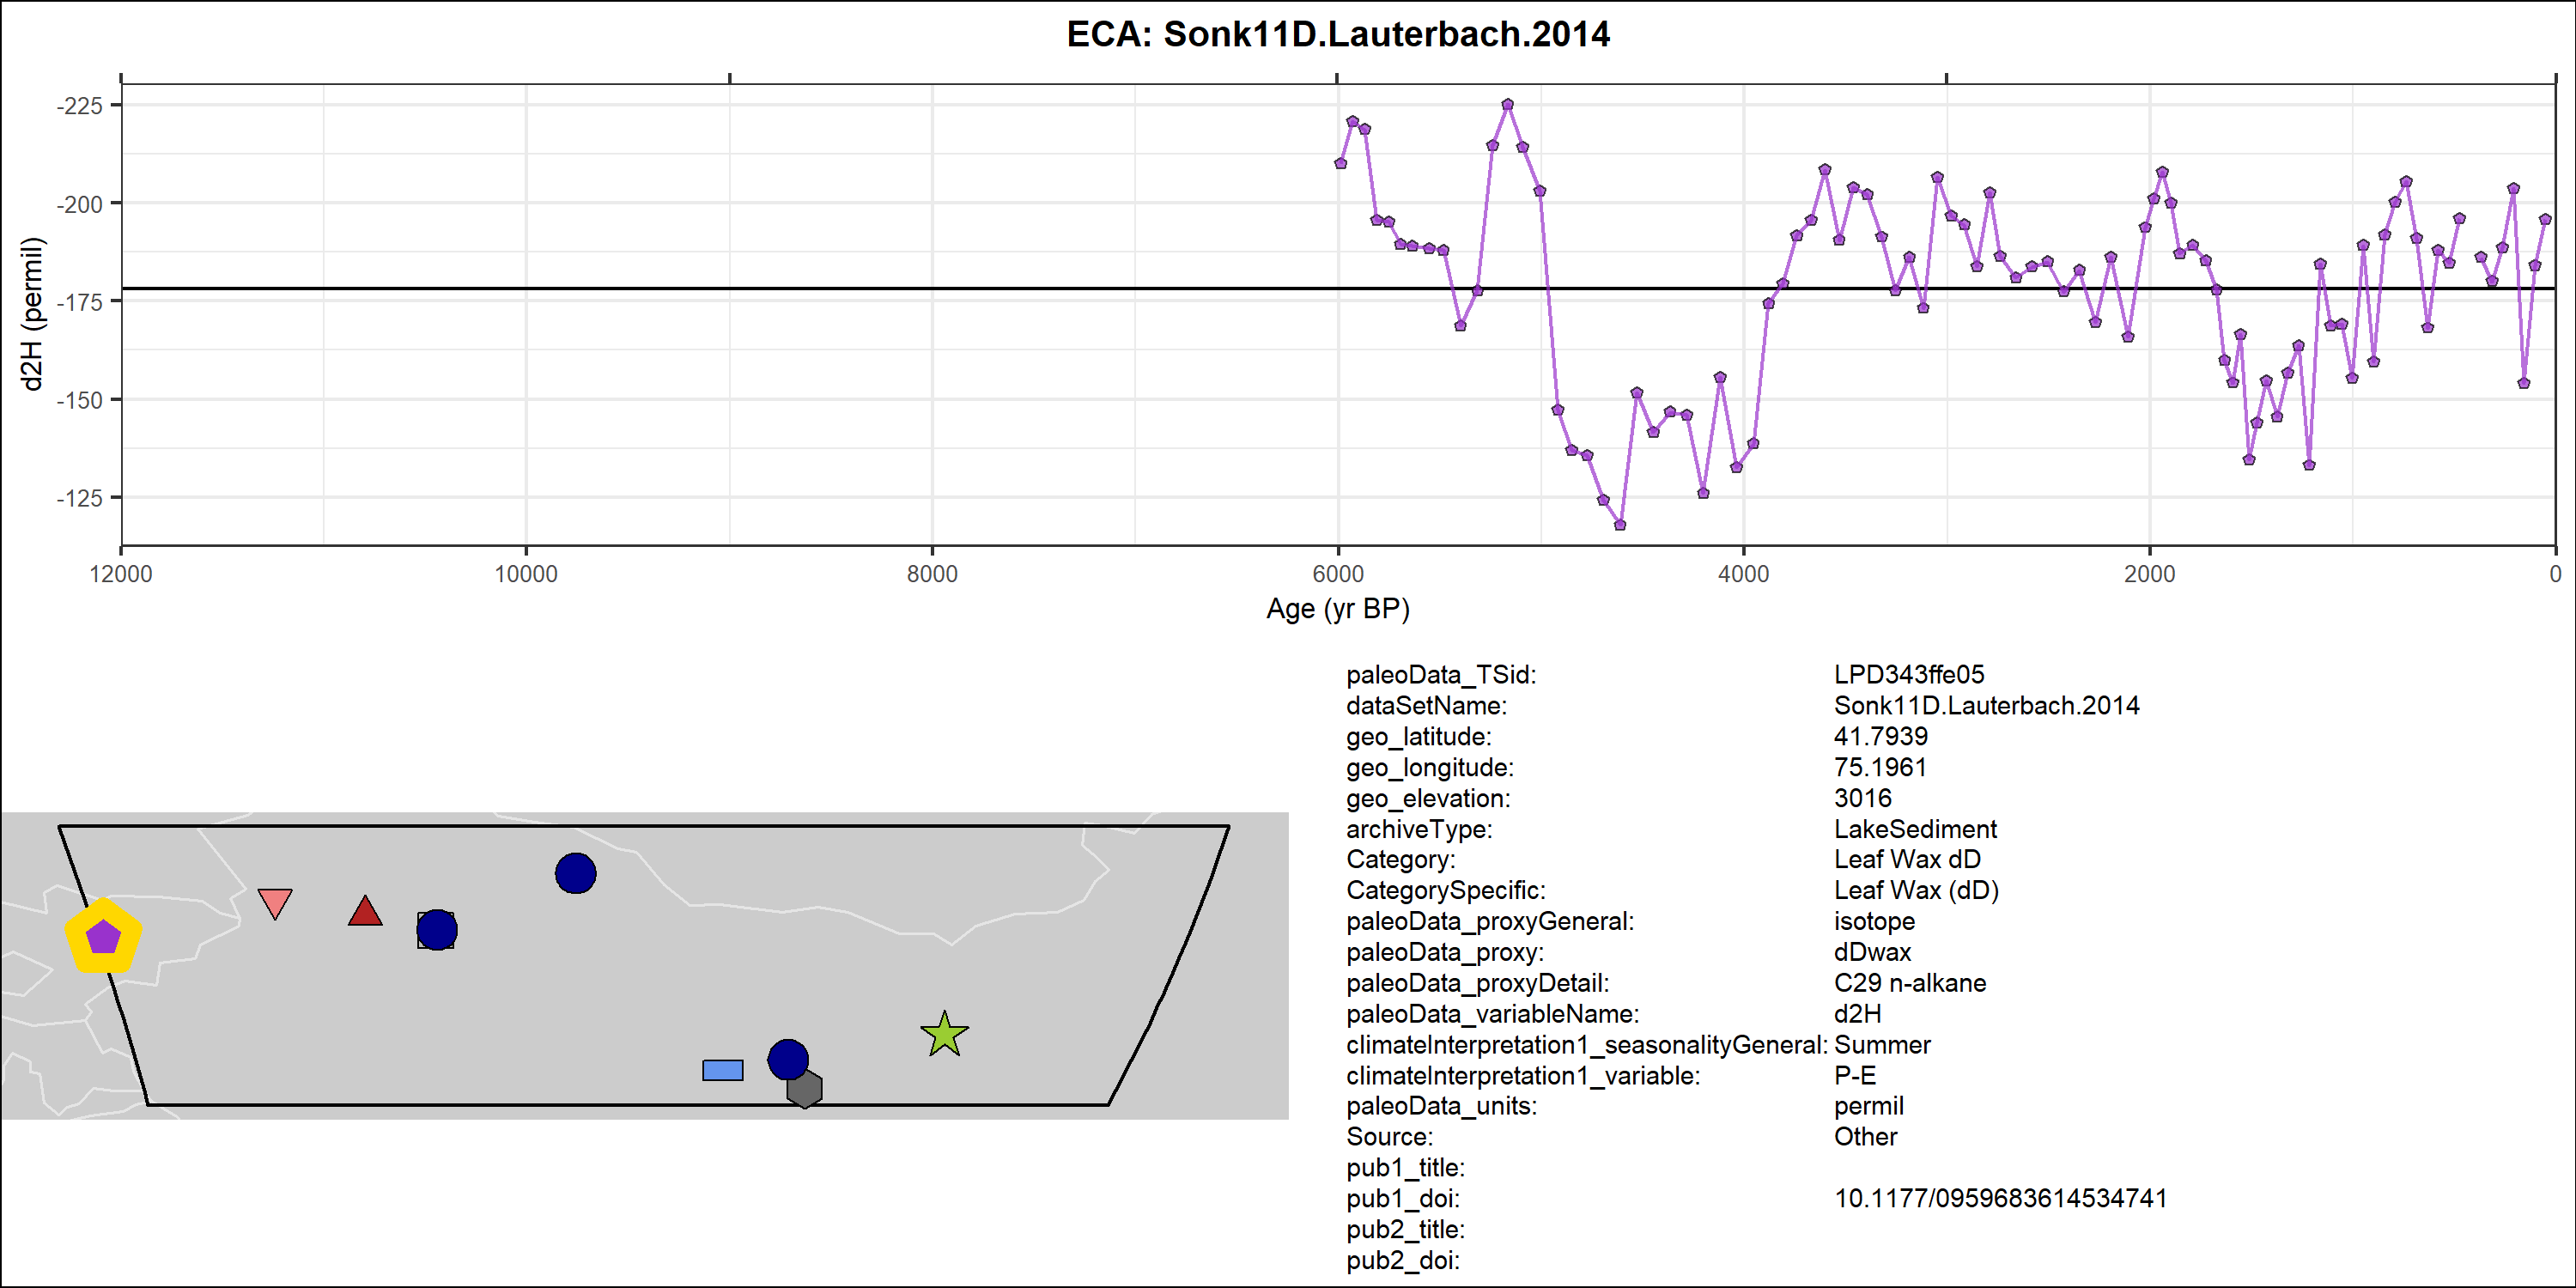 ECA: Sonk11D.Lauterbach.2014
-225
-200
-175
-150
-125
d2H (permil)
12000 10000 8000 6000 4000 2000 0
Age (yr BP)
paleoData_TSid: LPD343ffe05
dataSetName: Sonk11D.Lauterbach.2014
geo_latitude: 41.7939
geo_longitude: 75.1961
geo_elevation: 3016
archiveType: LakeSediment
Category: Leaf Wax dD
CategorySpecific: Leaf Wax (dD)
paleoData_proxyGeneral: isotope
paleoData_proxy: dDwax
paleoData_proxyDetail: C29 n-alkane
paleoData_variableName: d2H
climateInterpretation1_seasonalityGeneral: Summer
climateInterpretation1_variable: P-E
paleoData_units: permil
Source: Other
pub1_title:
pub1_doi: 10.1177/0959683614534741
pub2_title:
pub2_doi: